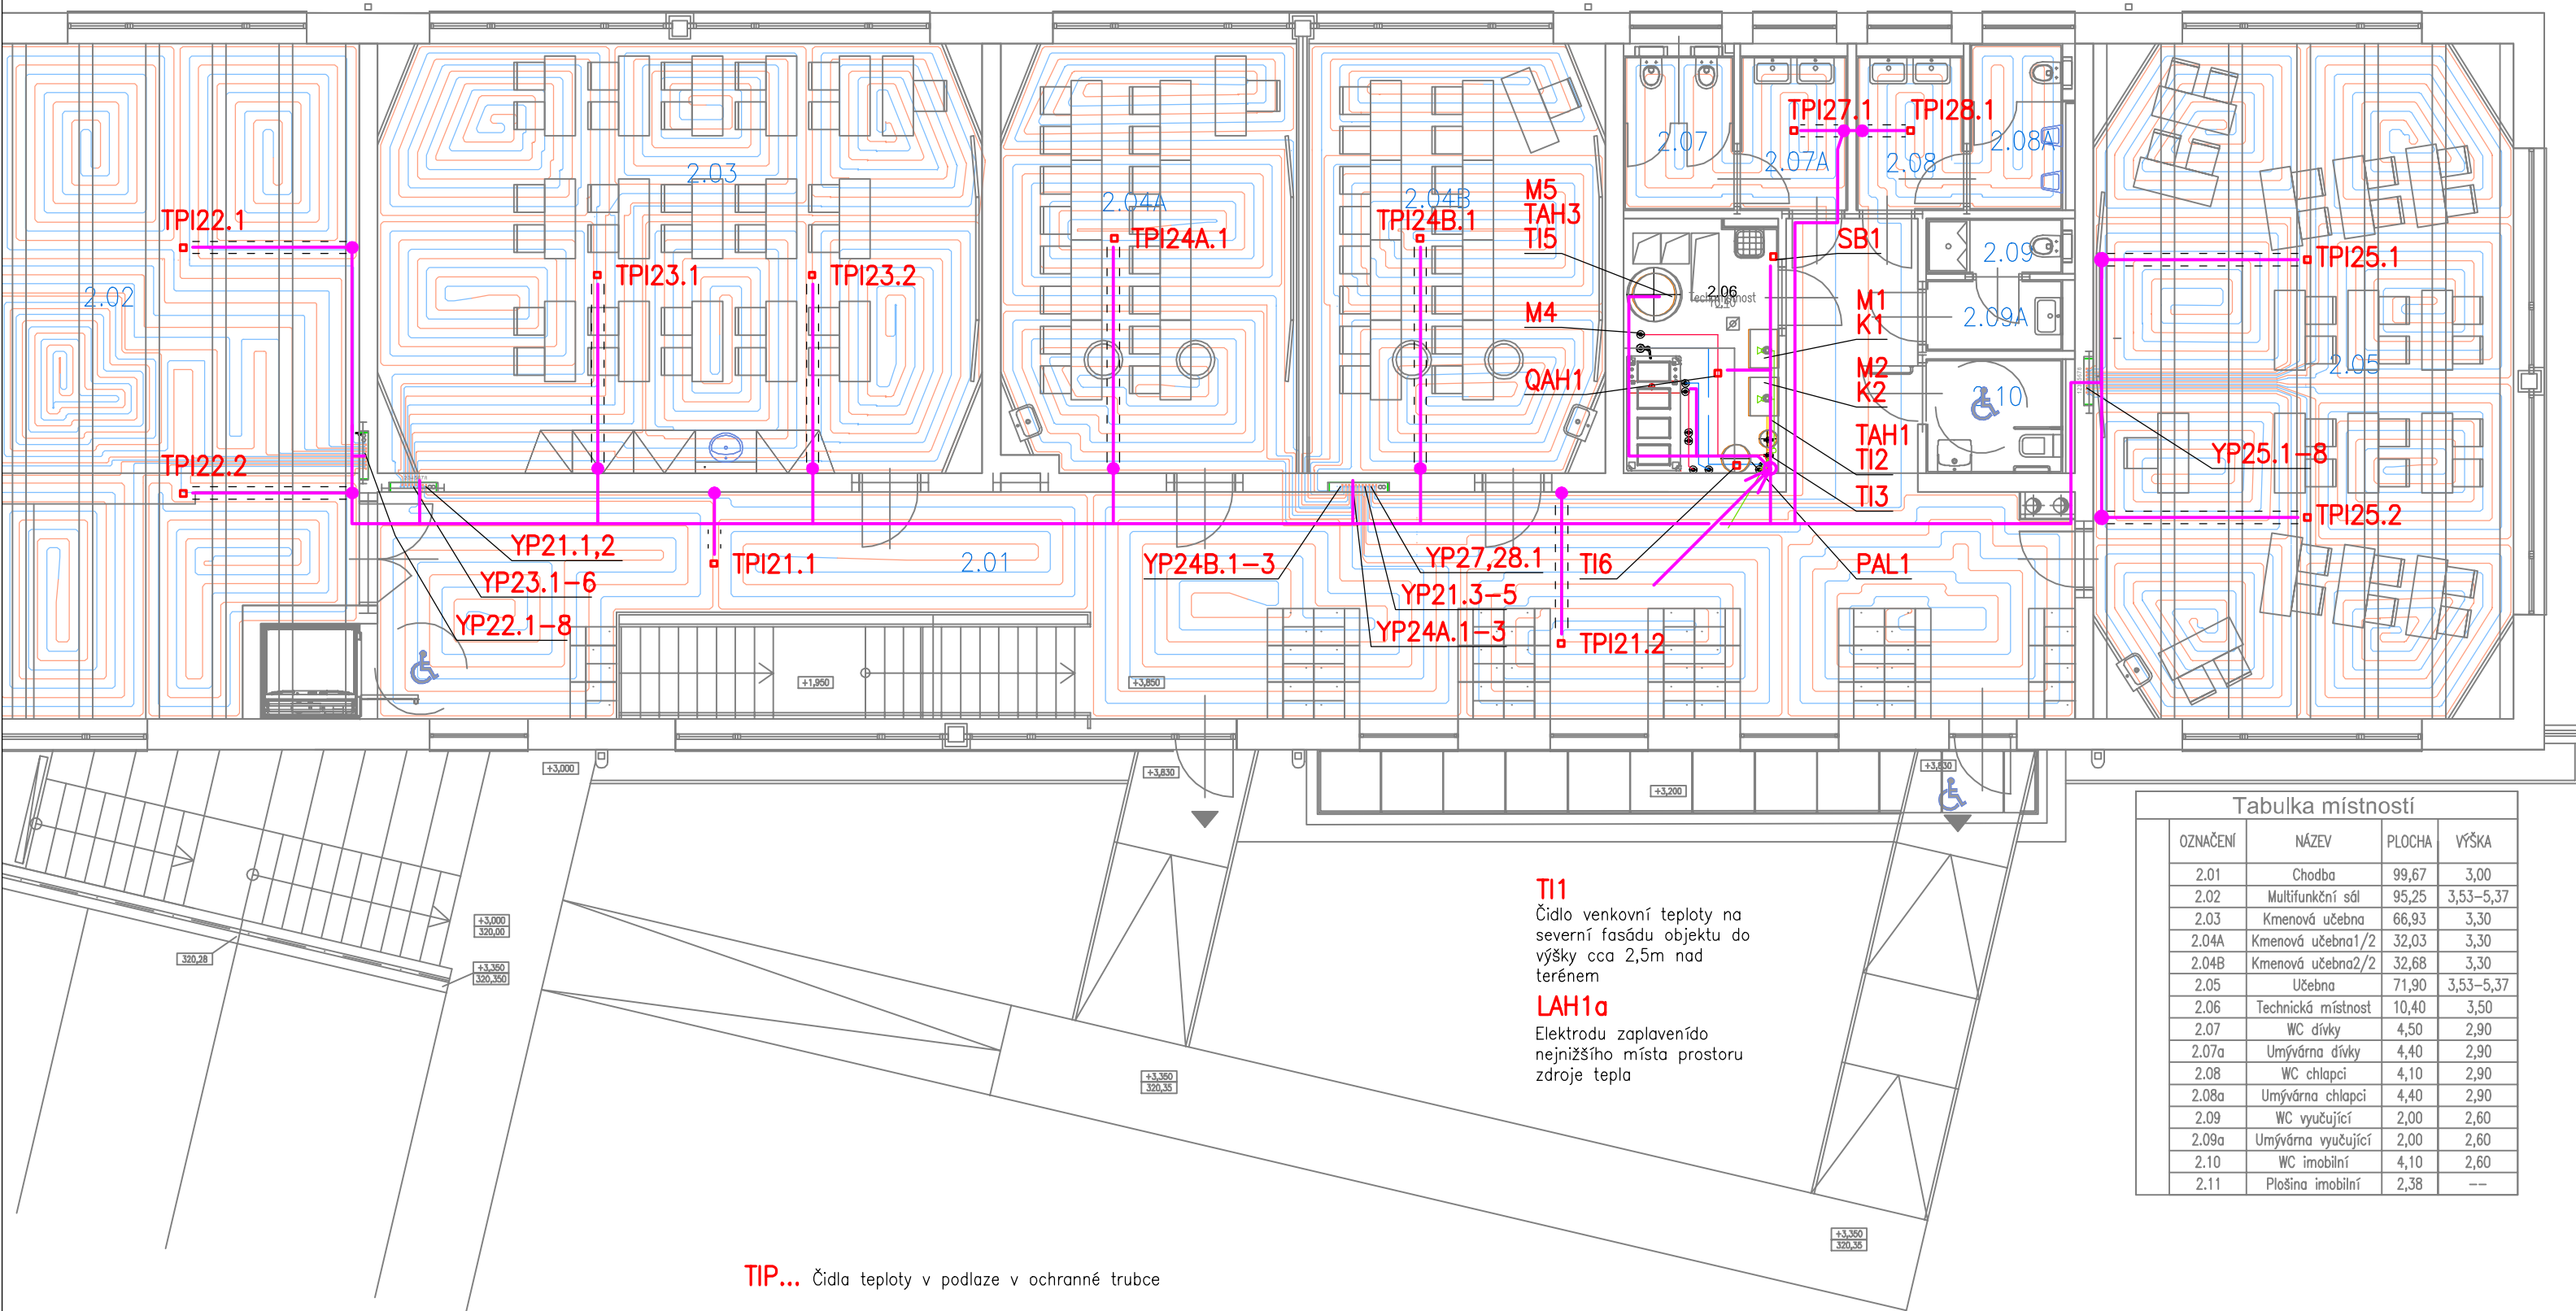 TPI22.1
2.02
TPI22.2
2.03
TPI23.1
TPI23.2
2.04A
TPI24A.1
2.04B
TPI24B.1
M5
TAH3
TI5
M4
QAH1
2.07
TPI27.1
2.07A
TPI28.1
2.08
2.08A
SB1
2.06
2.09
2.09A
M1
K1
M2
K2
2.10
TAH1
TI2
TI3
TPI25.1
2.05
YP25.1-8
TPI25.2
YP21.1,2
YP23.1-6
YP22.1-8
TPI21.1
2.01
YP24B.1-3
YP27,28.1
YP21.3-5
YP24A.1-3
TI6
TPI21.2
PAL1
+1,950
+3,850
+3,000
+3,830
+3,200
+3,830
+3,000
320,00
320,28
+3,350
320,350
+3,350
320,35
+3,350
320,35
TI1
Čidlo venkovní teploty na
severní fasádu objektu do
výšky cca 2,5m nad
terénem
LAH1a
Elektrodu zaplavenído
nejnižšího místa prostoru
zdroje tepla
TIP... Čidla teploty v podlaze v ochranné trubce
Tabulka místností
OZNAČENÍ NÁZEV PLOCHA VÝŠKA
2.01 Chodba 99,67 3,00
2.02 Multifunkční sál 95,25 3,53-5,37
2.03 Kmenová učebna 66,93 3,30
2.04A Kmenová učebna1/2 32,03 3,30
2.04B Kmenová učebna2/2 32,68 3,30
2.05 Učebna 71,90 3,53-5,37
2.06 Technická místnost 10,40 3,50
2.07 WC dívky 4,50 2,90
2.07a Umývárna dívky 4,40 2,90
2.08 WC chlapci 4,10 2,90
2.08a Umývárna chlapci 4,40 2,90
2.09 WC vyučující 2,00 2,60
2.09a Umývárna vyučující 2,00 2,60
2.10 WC imobilní 4,10 2,60
2.11 Plošina imobilní 2,38 --